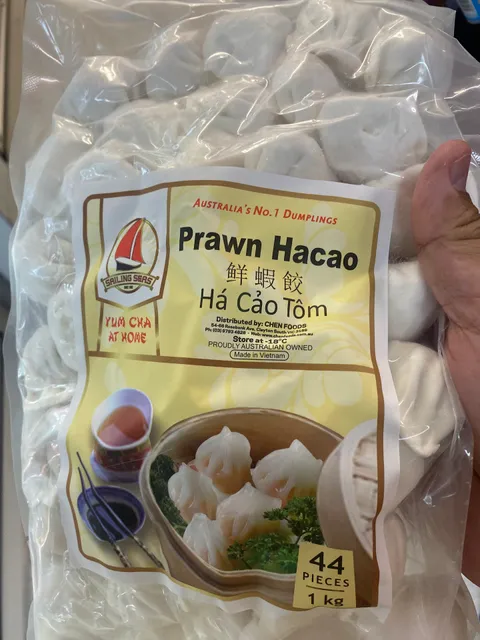 AUSTRALIA'S NO.1 DUMPLINGS
Prawn Hacao
鮮蝦餃
Há Cảo Tôm
SAILING SEAS
YUM CHA
AT HOME
Distributed by: CHEN FOODS
Store at -18°C
PROUDLY AUSTRALIAN OWNED
Made in Vietnam
44
PIECES
1 kg